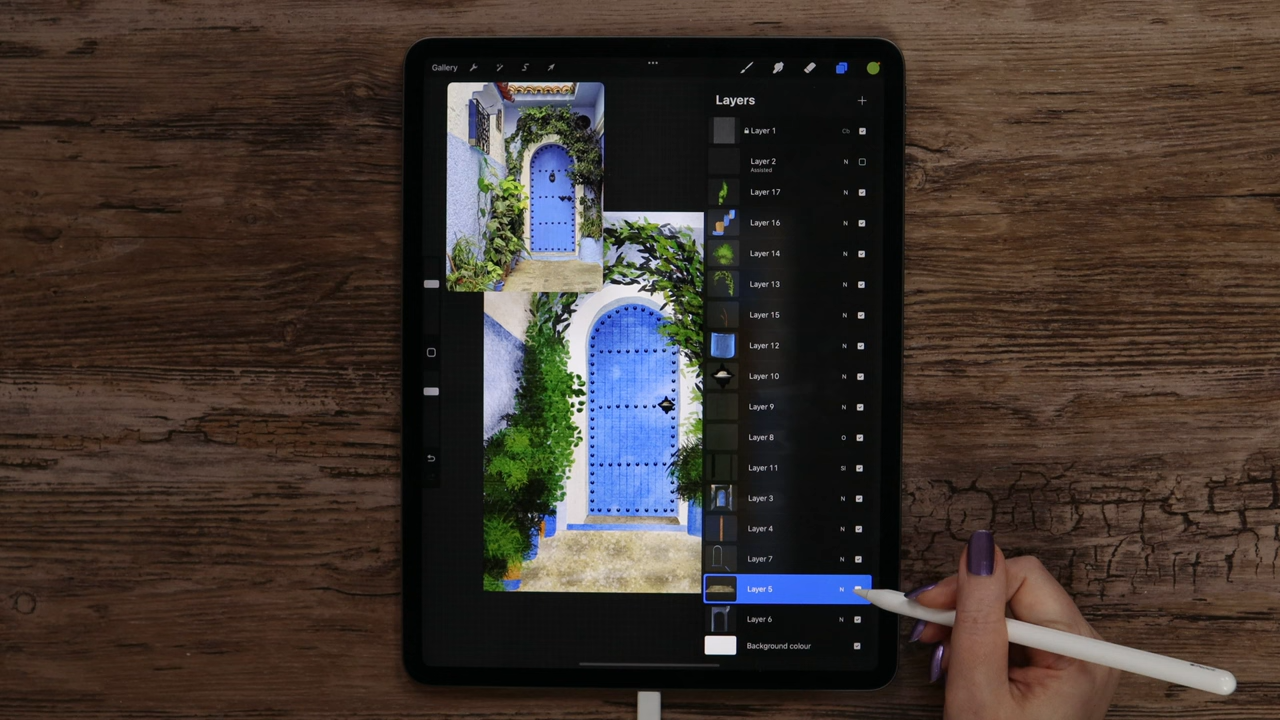 Gallery
Layers
Layer 1
Layer 2 N
Assisted
Layer 17 N
Layer 16 N
Layer 14 N
Layer 13 N
Layer 15 N
Layer 12 N
Layer 10 N
Layer 9 N
Layer 8 O
Layer 11 Sl
Layer 3 N
Layer 4 N
Layer 7 N
Layer 5 N
Layer 6 N
Background colour